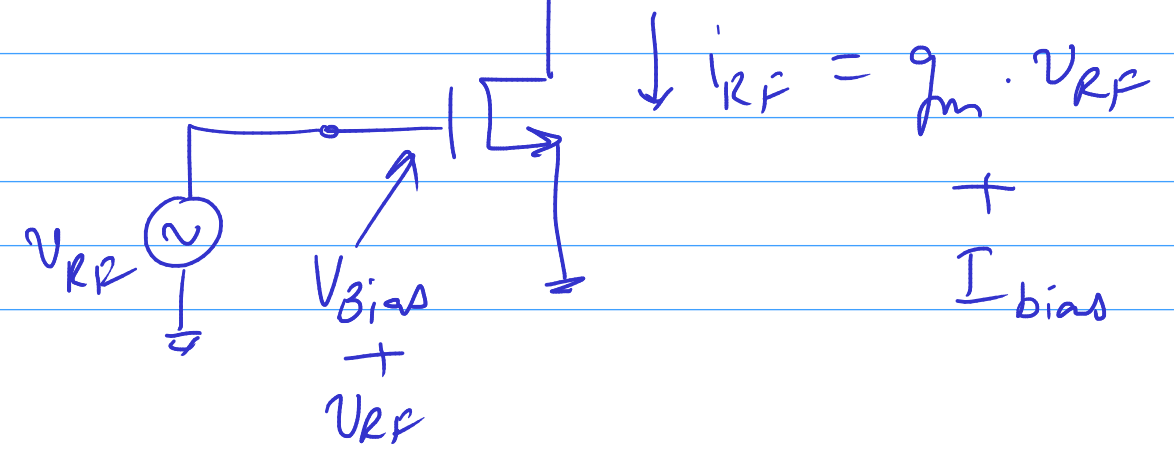 i_RF = g_m · v_RF
+
I_bias
v_RF
V_Bias
+
v_RF